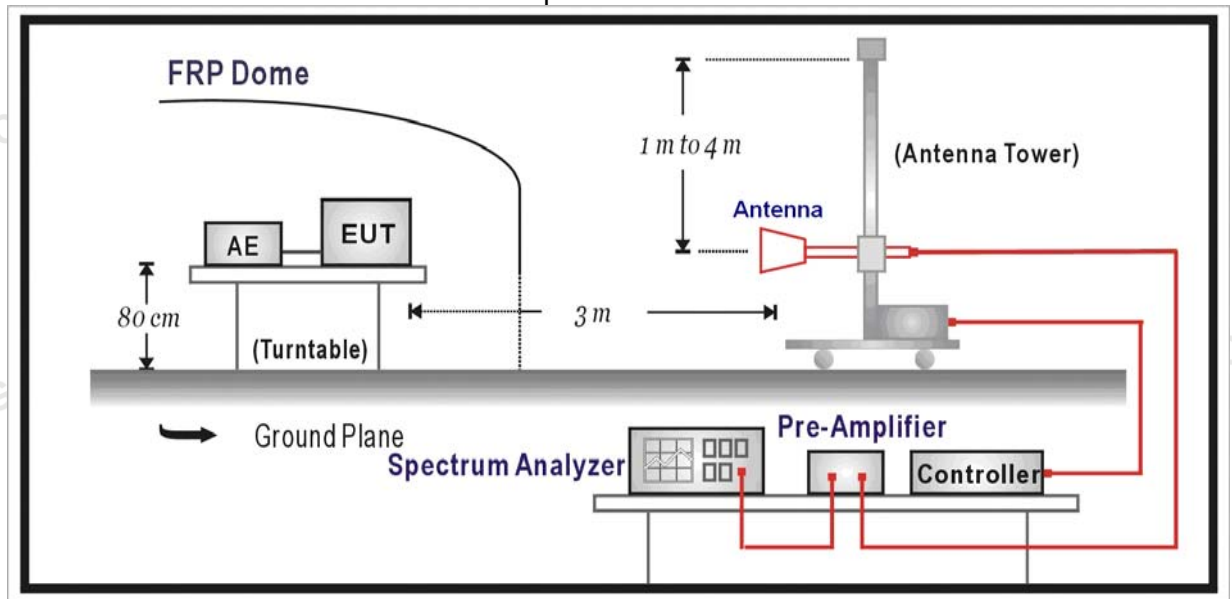 FRP Dome
1 m to 4 m
(Antenna Tower)
Antenna
AE
EUT
80 cm
3 m
(Turntable)
Ground Plane
Pre-Amplifier
Spectrum Analyzer
Controller